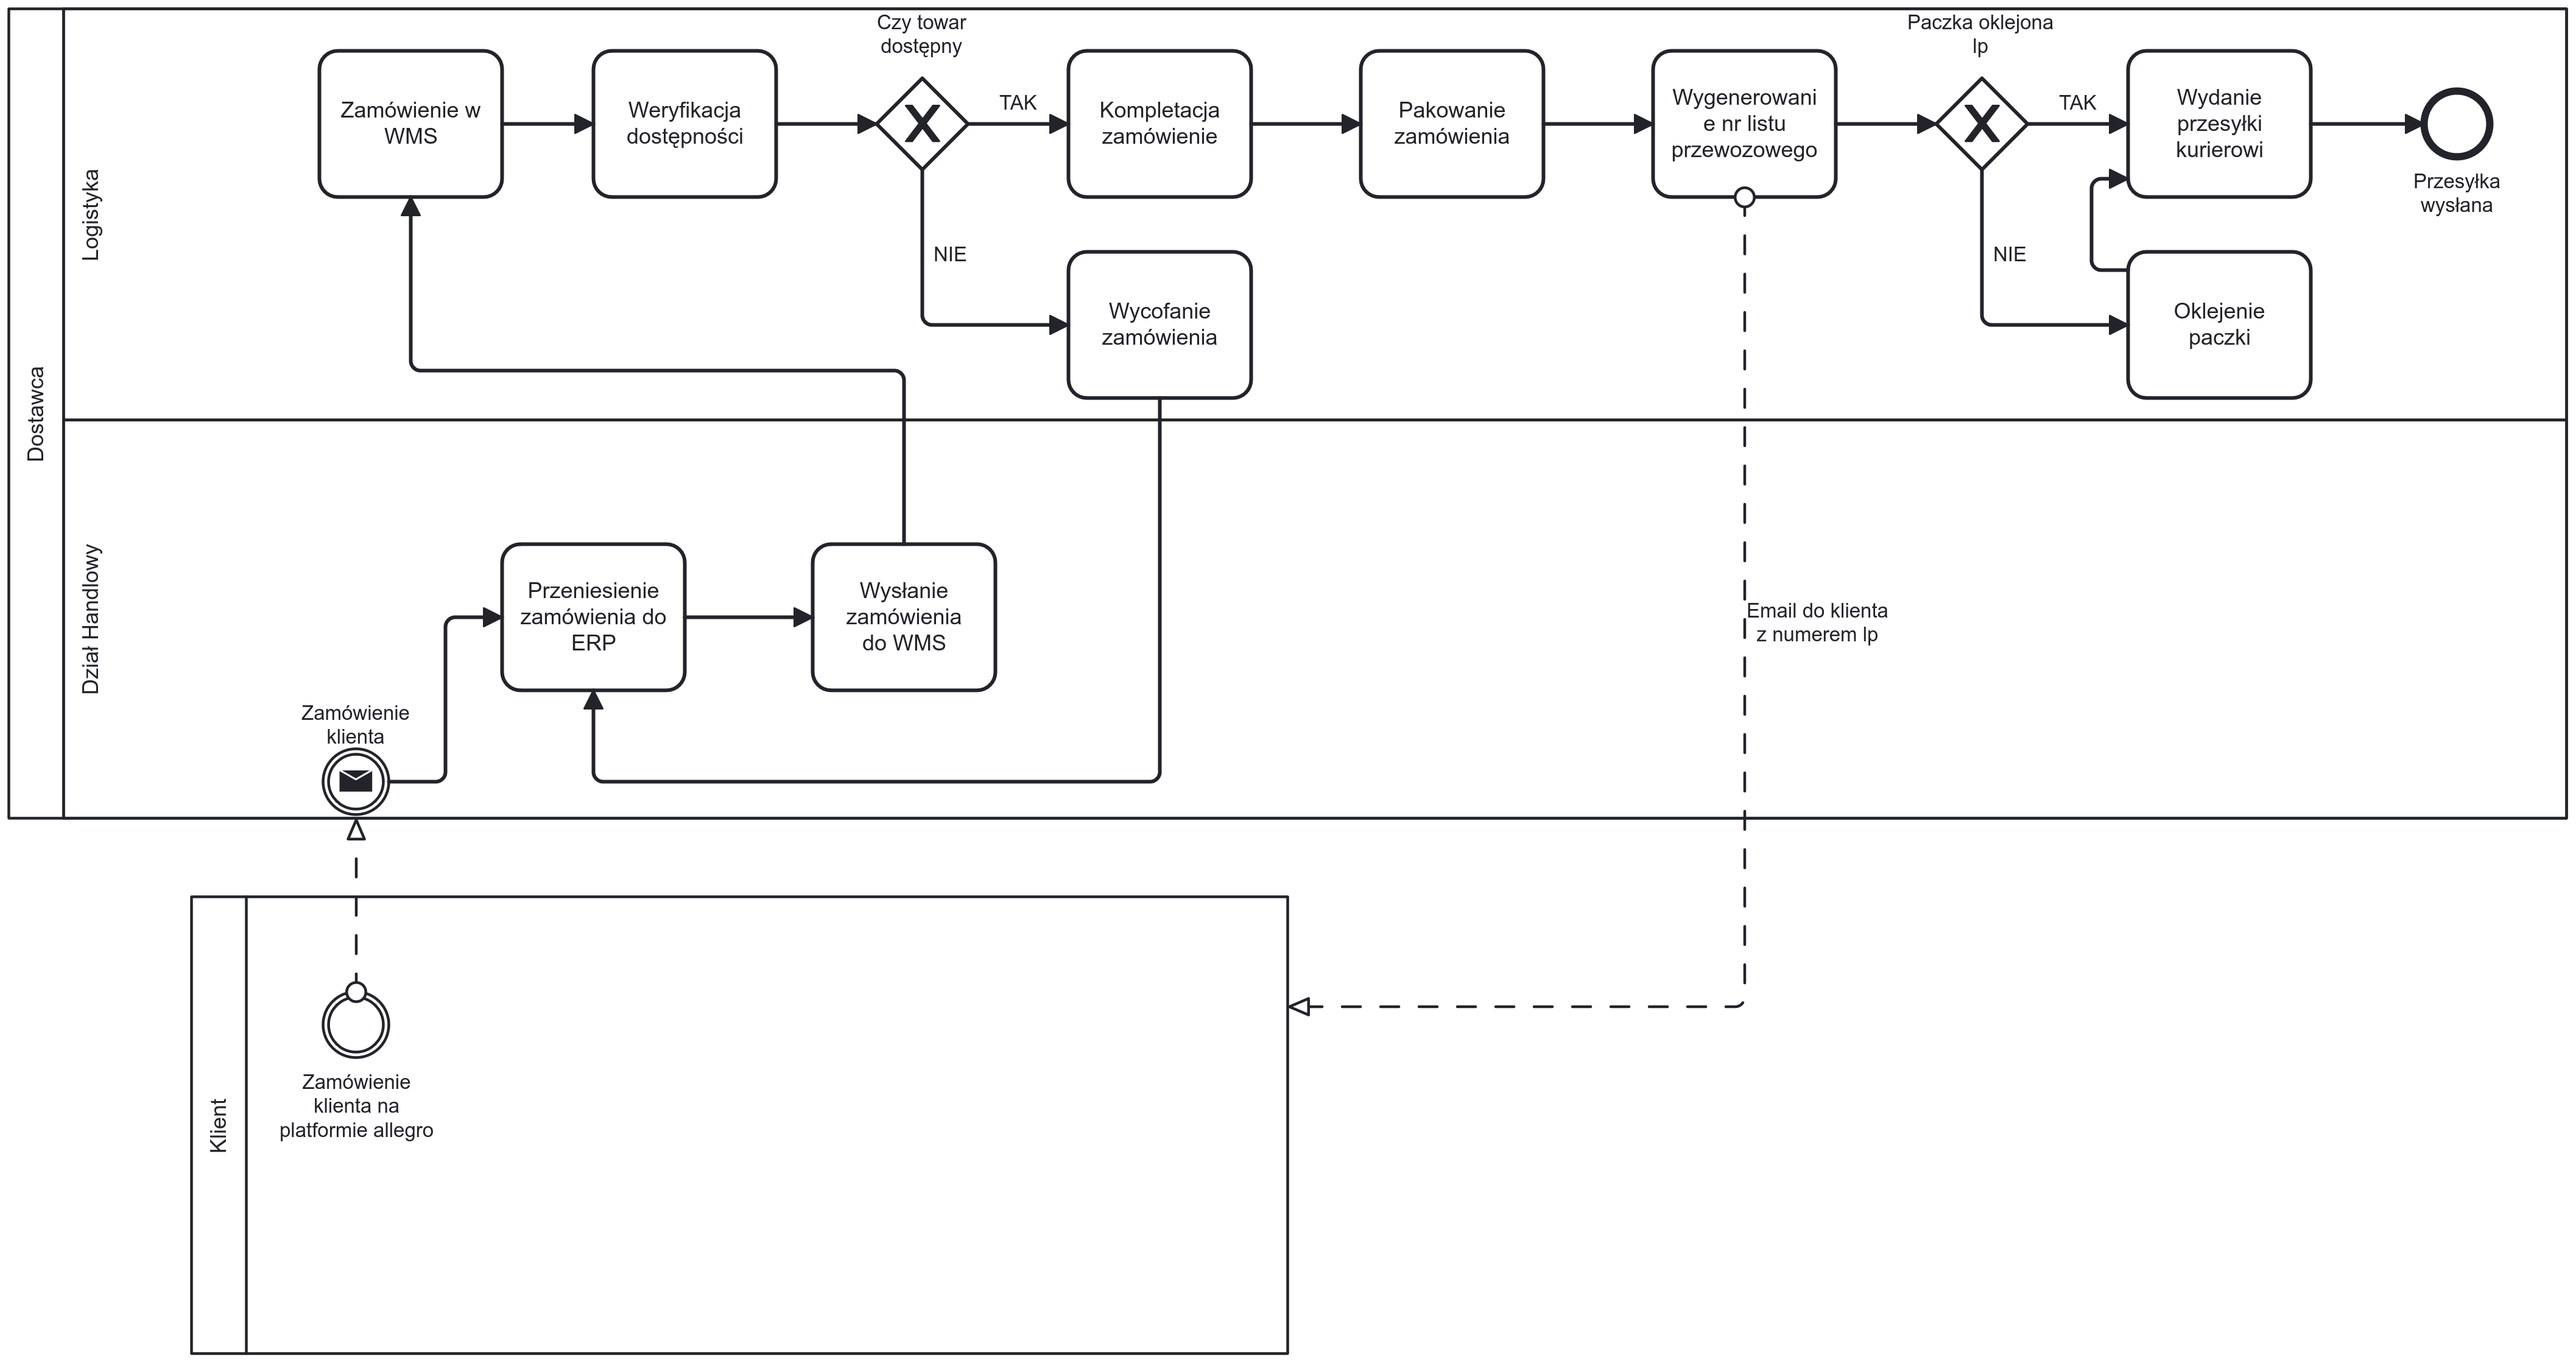 Dostawca
Logistyka
Zamówienie w
WMS
Weryfikacja
dostępności
Czy towar
dostępny
TAK
NIE
Kompletacja
zamówienie
Pakowanie
zamówienia
Wygenerowani
e nr listu
przewozowego
Paczka oklejona
lp
TAK
NIE
Wydanie
przesyłki
kurierowi
Przesyłka
wysłana
Wycofanie
zamówienia
Oklejenie
paczki
Dział Handlowy
Przeniesienie
zamówienia do
ERP
Wysłanie
zamówienia
do WMS
Email do klienta
z numerem lp
Zamówienie
klienta
Klient
Zamówienie
klienta na
platformie allegro